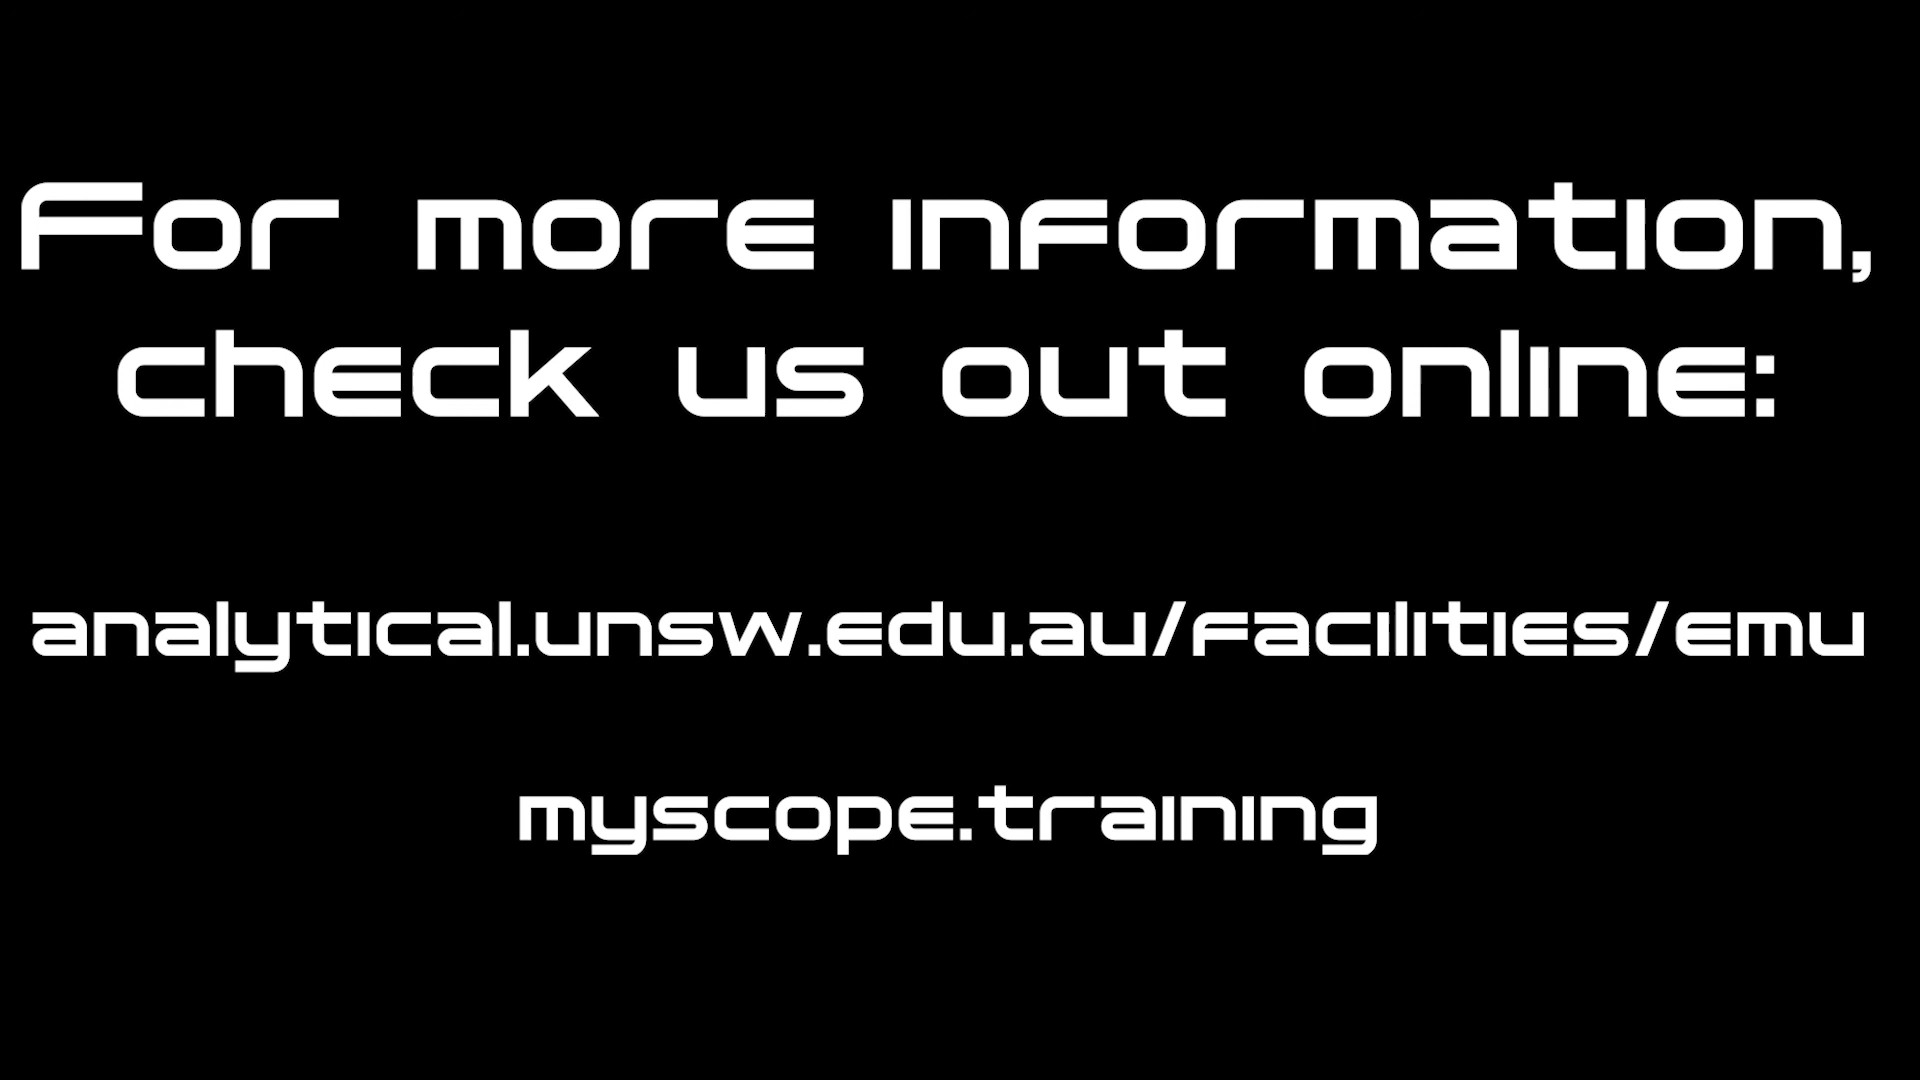 For more information,
check us out online:
analytical.unsw.edu.au/facilities/emu
myscope.training